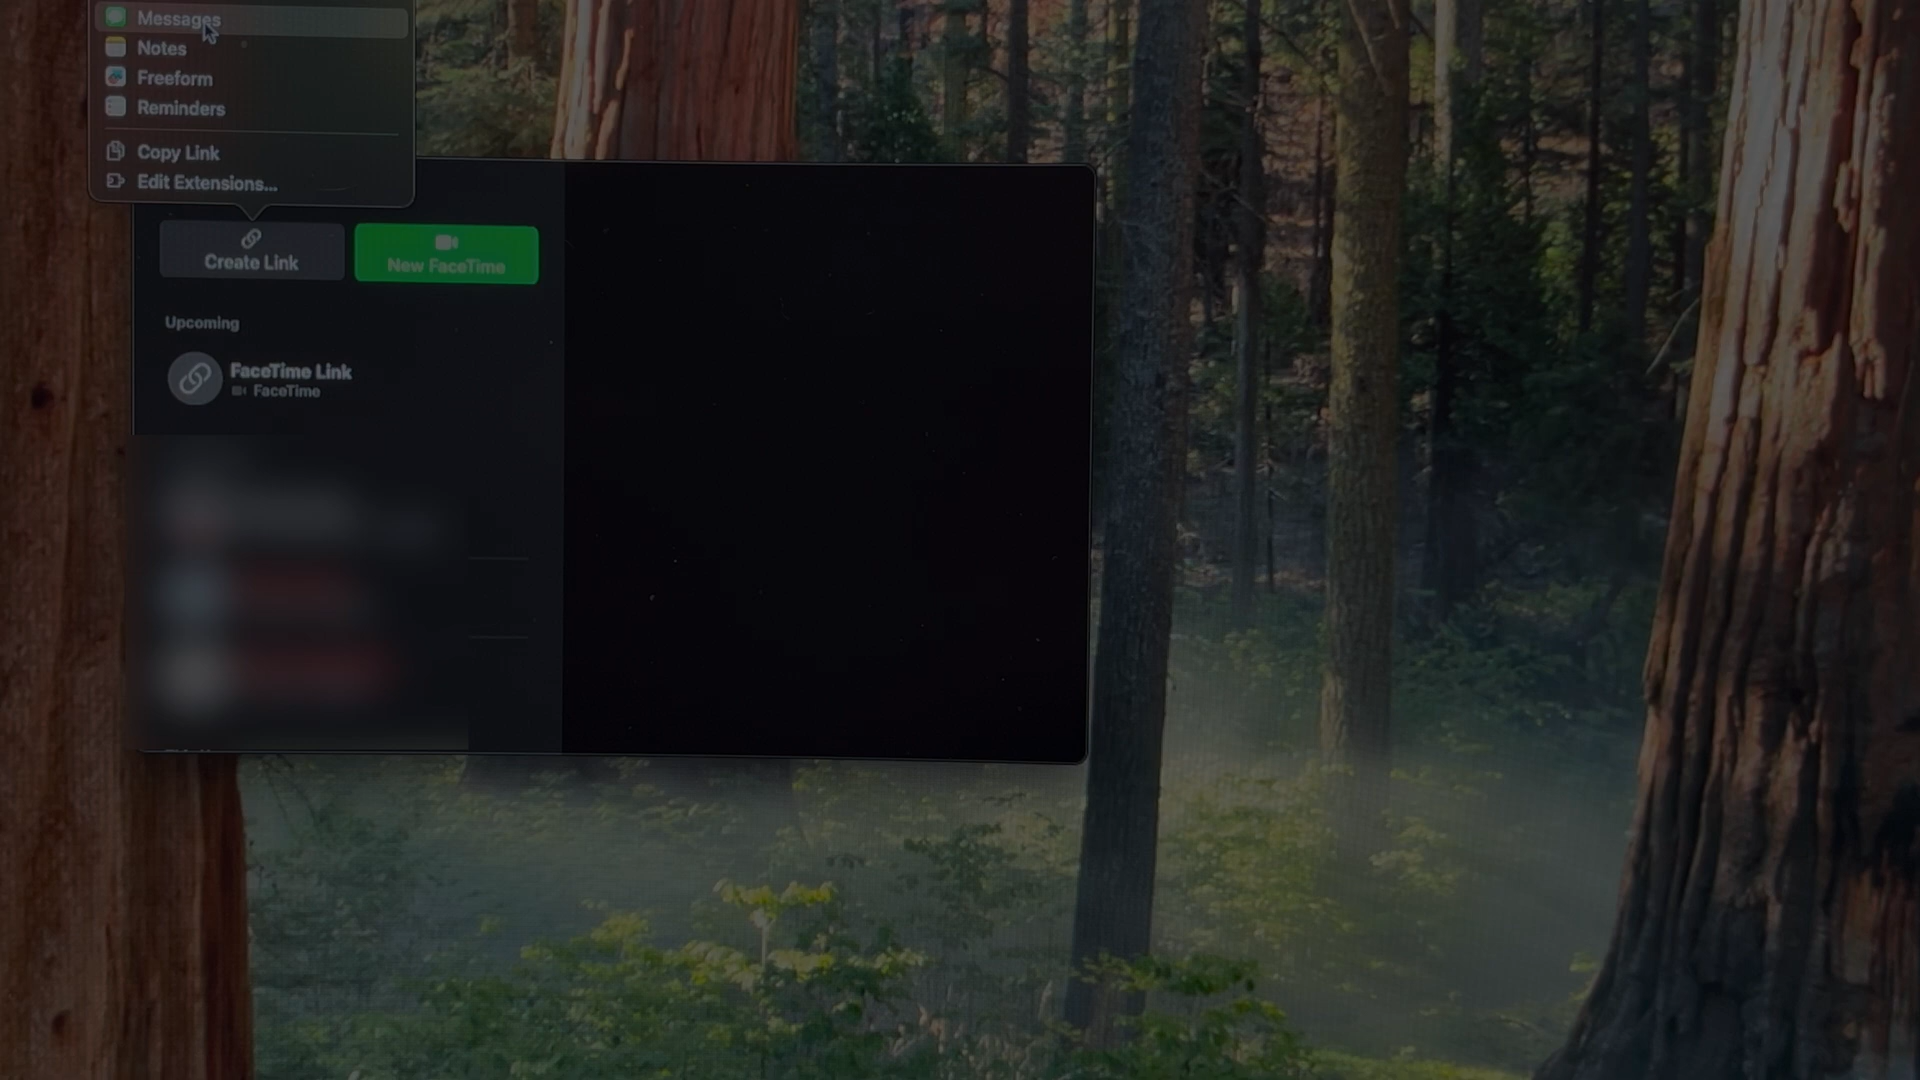 Messages
Notes
Freeform
Reminders
Copy Link
Edit Extensions...
Create Link
New FaceTime
Upcoming
FaceTime Link
FaceTime